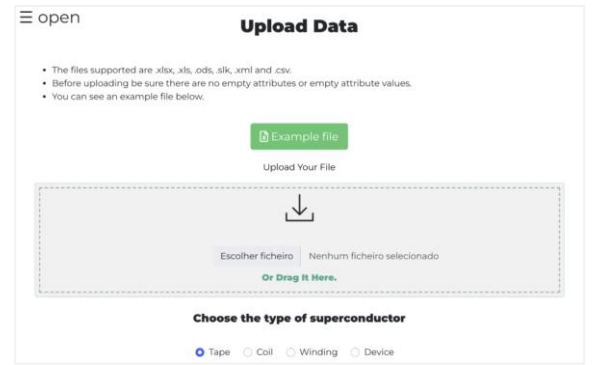 ☰ open
Upload Data
• The files supported are .xlsx, .xls, .ods, .slk, .xml and .csv.
• Before uploading be sure there are no empty attributes or empty attribute values.
• You can see an example file below.
Example file
Upload Your File
Escolher ficheiro Nenhum ficheiro selecionado
Or Drag It Here.
Choose the type of superconductor
Tape Coil Winding Device